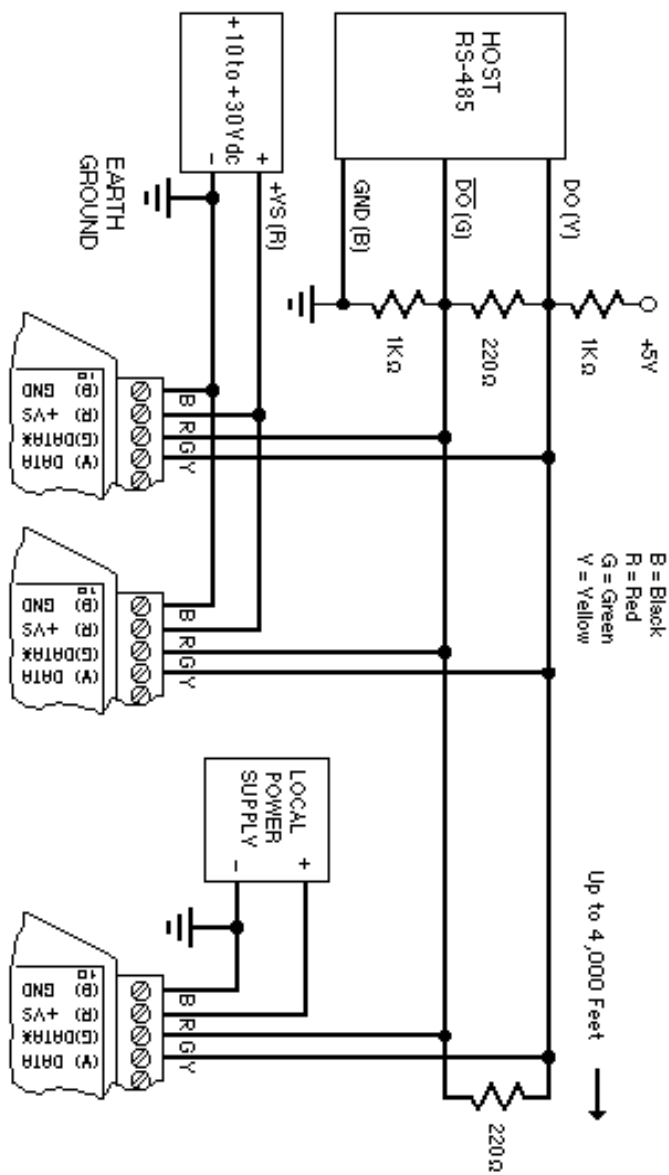 +5V
1KΩ
220Ω
1KΩ
HOST
RS-485
DO (Y)
D̅O̅ (G)
GND (B)
+10 to +30Vdc
+
-
+VS (R)
EARTH
GROUND
B = Black
R = Red
G = Green
Y = Yellow
Up to 4,000 Feet
B
R
G
Y
(B) GND
(R) +VS
(G)DATA*
(Y) DATA
B
R
G
Y
(B) GND
(R) +VS
(G)DATA*
(Y) DATA
LOCAL
POWER
SUPPLY
+
-
B
R
G
Y
(B) GND
(R) +VS
(G)DATA*
(Y) DATA
220Ω